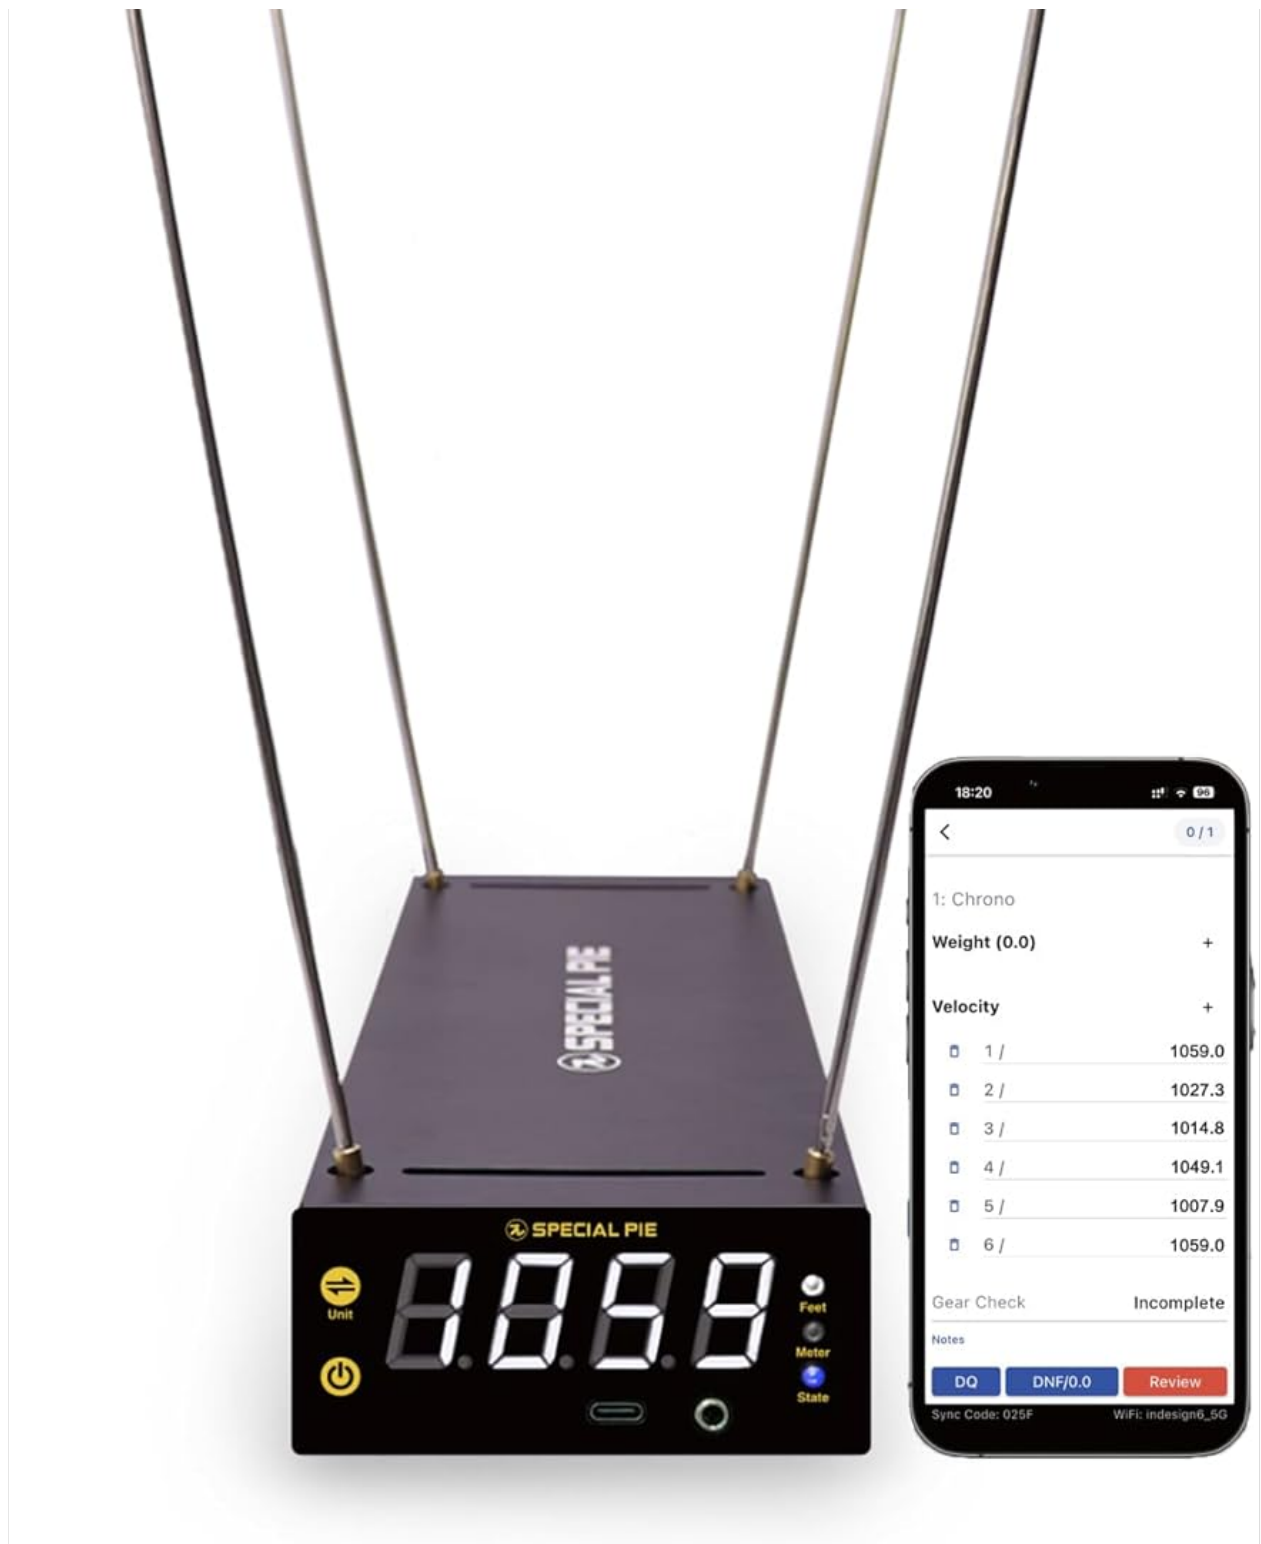 SPECIAL PIE
SPECIAL PIE
Unit
1059
Feet
Meter
State
18:20
96
0 / 1
1: Chrono
Weight (0.0) +
Velocity +
1 / 1059.0
2 / 1027.3
3 / 1014.8
4 / 1049.1
5 / 1007.9
6 / 1059.0
Gear Check Incomplete
Notes
DQ DNF/0.0 Review
Sync Code: 025F WiFi: indesign6_5G